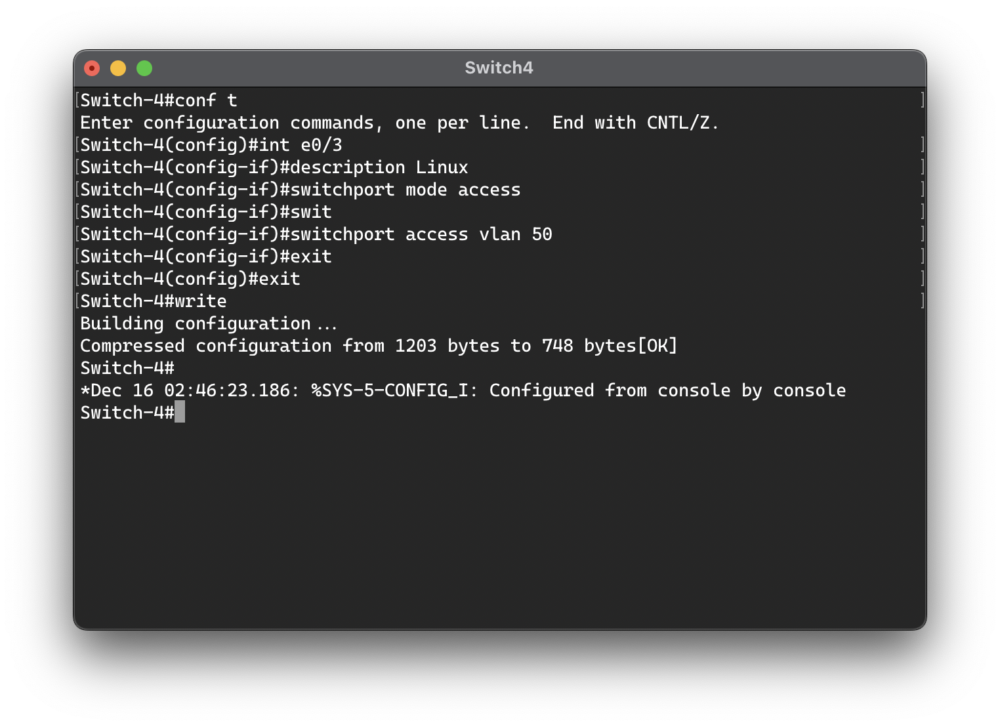 Switch4
[Switch-4#conf t ]
Enter configuration commands, one per line.  End with CNTL/Z.
[Switch-4(config)#int e0/3 ]
[Switch-4(config-if)#description Linux ]
[Switch-4(config-if)#switchport mode access ]
[Switch-4(config-if)#swit ]
[Switch-4(config-if)#switchport access vlan 50 ]
[Switch-4(config-if)#exit ]
[Switch-4(config)#exit ]
[Switch-4#write ]
Building configuration...
Compressed configuration from 1203 bytes to 748 bytes[OK]
Switch-4#
*Dec 16 02:46:23.186: %SYS-5-CONFIG_I: Configured from console by console
Switch-4#